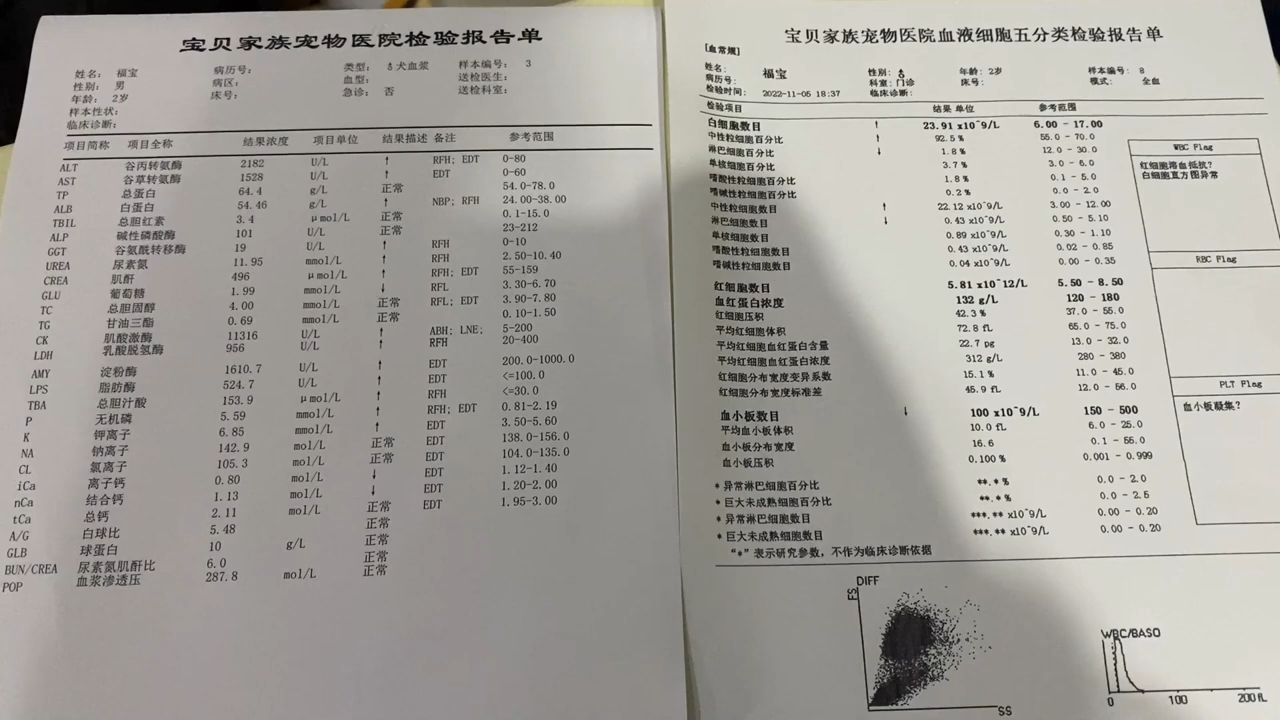 宝贝家族宠物医院检验报告单
姓名: 福宝 病历号: 类型: ♂犬血浆 样本编号: 3
性别: 男 病区: 血型: 送检医生:
年龄: 2岁 床号: 急诊: 否 送检科室:
样本性状:
临床诊断:
项目简称 项目全称 结果浓度 项目单位 结果描述 备注 参考范围
ALT 谷丙转氨酶 2182 U/L ↑ RFH; EDT 0-80
AST 谷草转氨酶 1528 U/L ↑ EDT 0-60
TP 总蛋白 64.4 g/L 正常 54.0-78.0
ALB 白蛋白 54.46 g/L ↑ NBP; RFH 24.00-38.00
TBIL 总胆红素 3.4 μmol/L 正常 0.1-15.0
ALP 碱性磷酸酶 101 U/L 正常 23-212
GGT 谷氨酰转移酶 19 U/L ↑ RFH 0-10
UREA 尿素氮 11.95 mmol/L ↑ RFH 2.50-10.40
CREA 肌酐 496 μmol/L ↑ RFH; EDT 55-159
GLU 葡萄糖 1.99 mmol/L ↓ RFL 3.30-6.70
TC 总胆固醇 4.00 mmol/L 正常 RFL; EDT 3.90-7.80
TG 甘油三酯 0.69 mmol/L 正常 0.10-1.50
CK 肌酸激酶 11316 U/L ↑ ABH; LNE; 5-200
LDH 乳酸脱氢酶 956 U/L ↑ RFH 20-400
AMY 淀粉酶 1610.7 U/L ↑ EDT 200.0-1000.0
LPS 脂肪酶 524.7 U/L ↑ EDT <=100.0
TBA 总胆汁酸 153.9 μmol/L ↑ RFH <=30.0
P 无机磷 5.59 mmol/L ↑ RFH; EDT 0.81-2.19
K 钾离子 6.85 mmol/L ↑ EDT 3.50-5.60
NA 钠离子 142.9 mol/L 正常 EDT 138.0-156.0
CL 氯离子 105.3 mol/L 正常 EDT 104.0-135.0
iCa 离子钙 0.80 mol/L ↓ EDT 1.12-1.40
nCa 结合钙 1.13 mol/L ↓ EDT 1.20-2.00
tCa 总钙 2.11 mol/L 正常 EDT 1.95-3.00
A/G 白球比 5.48 正常
GLB 球蛋白 10 g/L 正常
BUN/CREA 尿素氮肌酐比 6.0 正常
POP 血浆渗透压 287.8 mol/L 正常
宝贝家族宠物医院血液细胞五分类检验报告单
[血常规]
姓名: 福宝 性别: ♂ 年龄: 2岁 样本编号: 8
病历号: 科室: 门诊 床号: 模式: 全血
检验时间: 2022-11-05 18:37 临床诊断:
检验项目 结果 单位 参考范围
白细胞数目 ↑ 23.91 x10^9/L 6.00 - 17.00
中性粒细胞百分比 ↑ 92.5 % 55.0 - 70.0
淋巴细胞百分比 ↓ 1.8 % 12.0 - 30.0
单核细胞百分比 3.7 % 3.0 - 6.0
嗜酸性粒细胞百分比 1.8 % 0.1 - 5.0
嗜碱性粒细胞百分比 0.2 % 0.0 - 2.0
中性粒细胞数目 ↑ 22.12 x10^9/L 3.00 - 12.00
淋巴细胞数目 ↓ 0.43 x10^9/L 0.50 - 5.10
单核细胞数目 0.89 x10^9/L 0.30 - 1.10
嗜酸性粒细胞数目 0.43 x10^9/L 0.02 - 0.85
嗜碱性粒细胞数目 0.04 x10^9/L 0.00 - 0.35
红细胞数目 5.81 x10^12/L 5.50 - 8.50
血红蛋白浓度 132 g/L 120 - 180
红细胞压积 42.3 % 37.0 - 55.0
平均红细胞体积 72.8 fL 65.0 - 75.0
平均红细胞血红蛋白含量 22.7 pg 13.0 - 32.0
平均红细胞血红蛋白浓度 312 g/L 280 - 380
红细胞分布宽度变异系数 15.1 % 11.0 - 45.0
红细胞分布宽度标准差 45.9 fL 12.0 - 56.0
血小板数目 ↓ 100 x10^9/L 150 - 500
平均血小板体积 10.0 fL 6.0 - 25.0
血小板分布宽度 16.6 0.1 - 55.0
血小板压积 0.100 % 0.001 - 0.999
* 异常淋巴细胞百分比 **.* % 0.0 - 2.0
* 巨大未成熟细胞百分比 **.* % 0.0 - 2.5
* 异常淋巴细胞数目 ***.** x10^9/L 0.00 - 0.20
* 巨大未成熟细胞数目 ***.** x10^9/L 0.00 - 0.20
“*”表示研究参数，不作为临床诊断依据
WBC Flag
红细胞溶血抵抗?
白细胞直方图异常
RBC Flag
PLT Flag
血小板凝集?
DIFF
FS
SS
WBC/BASO
0 100 200 fL